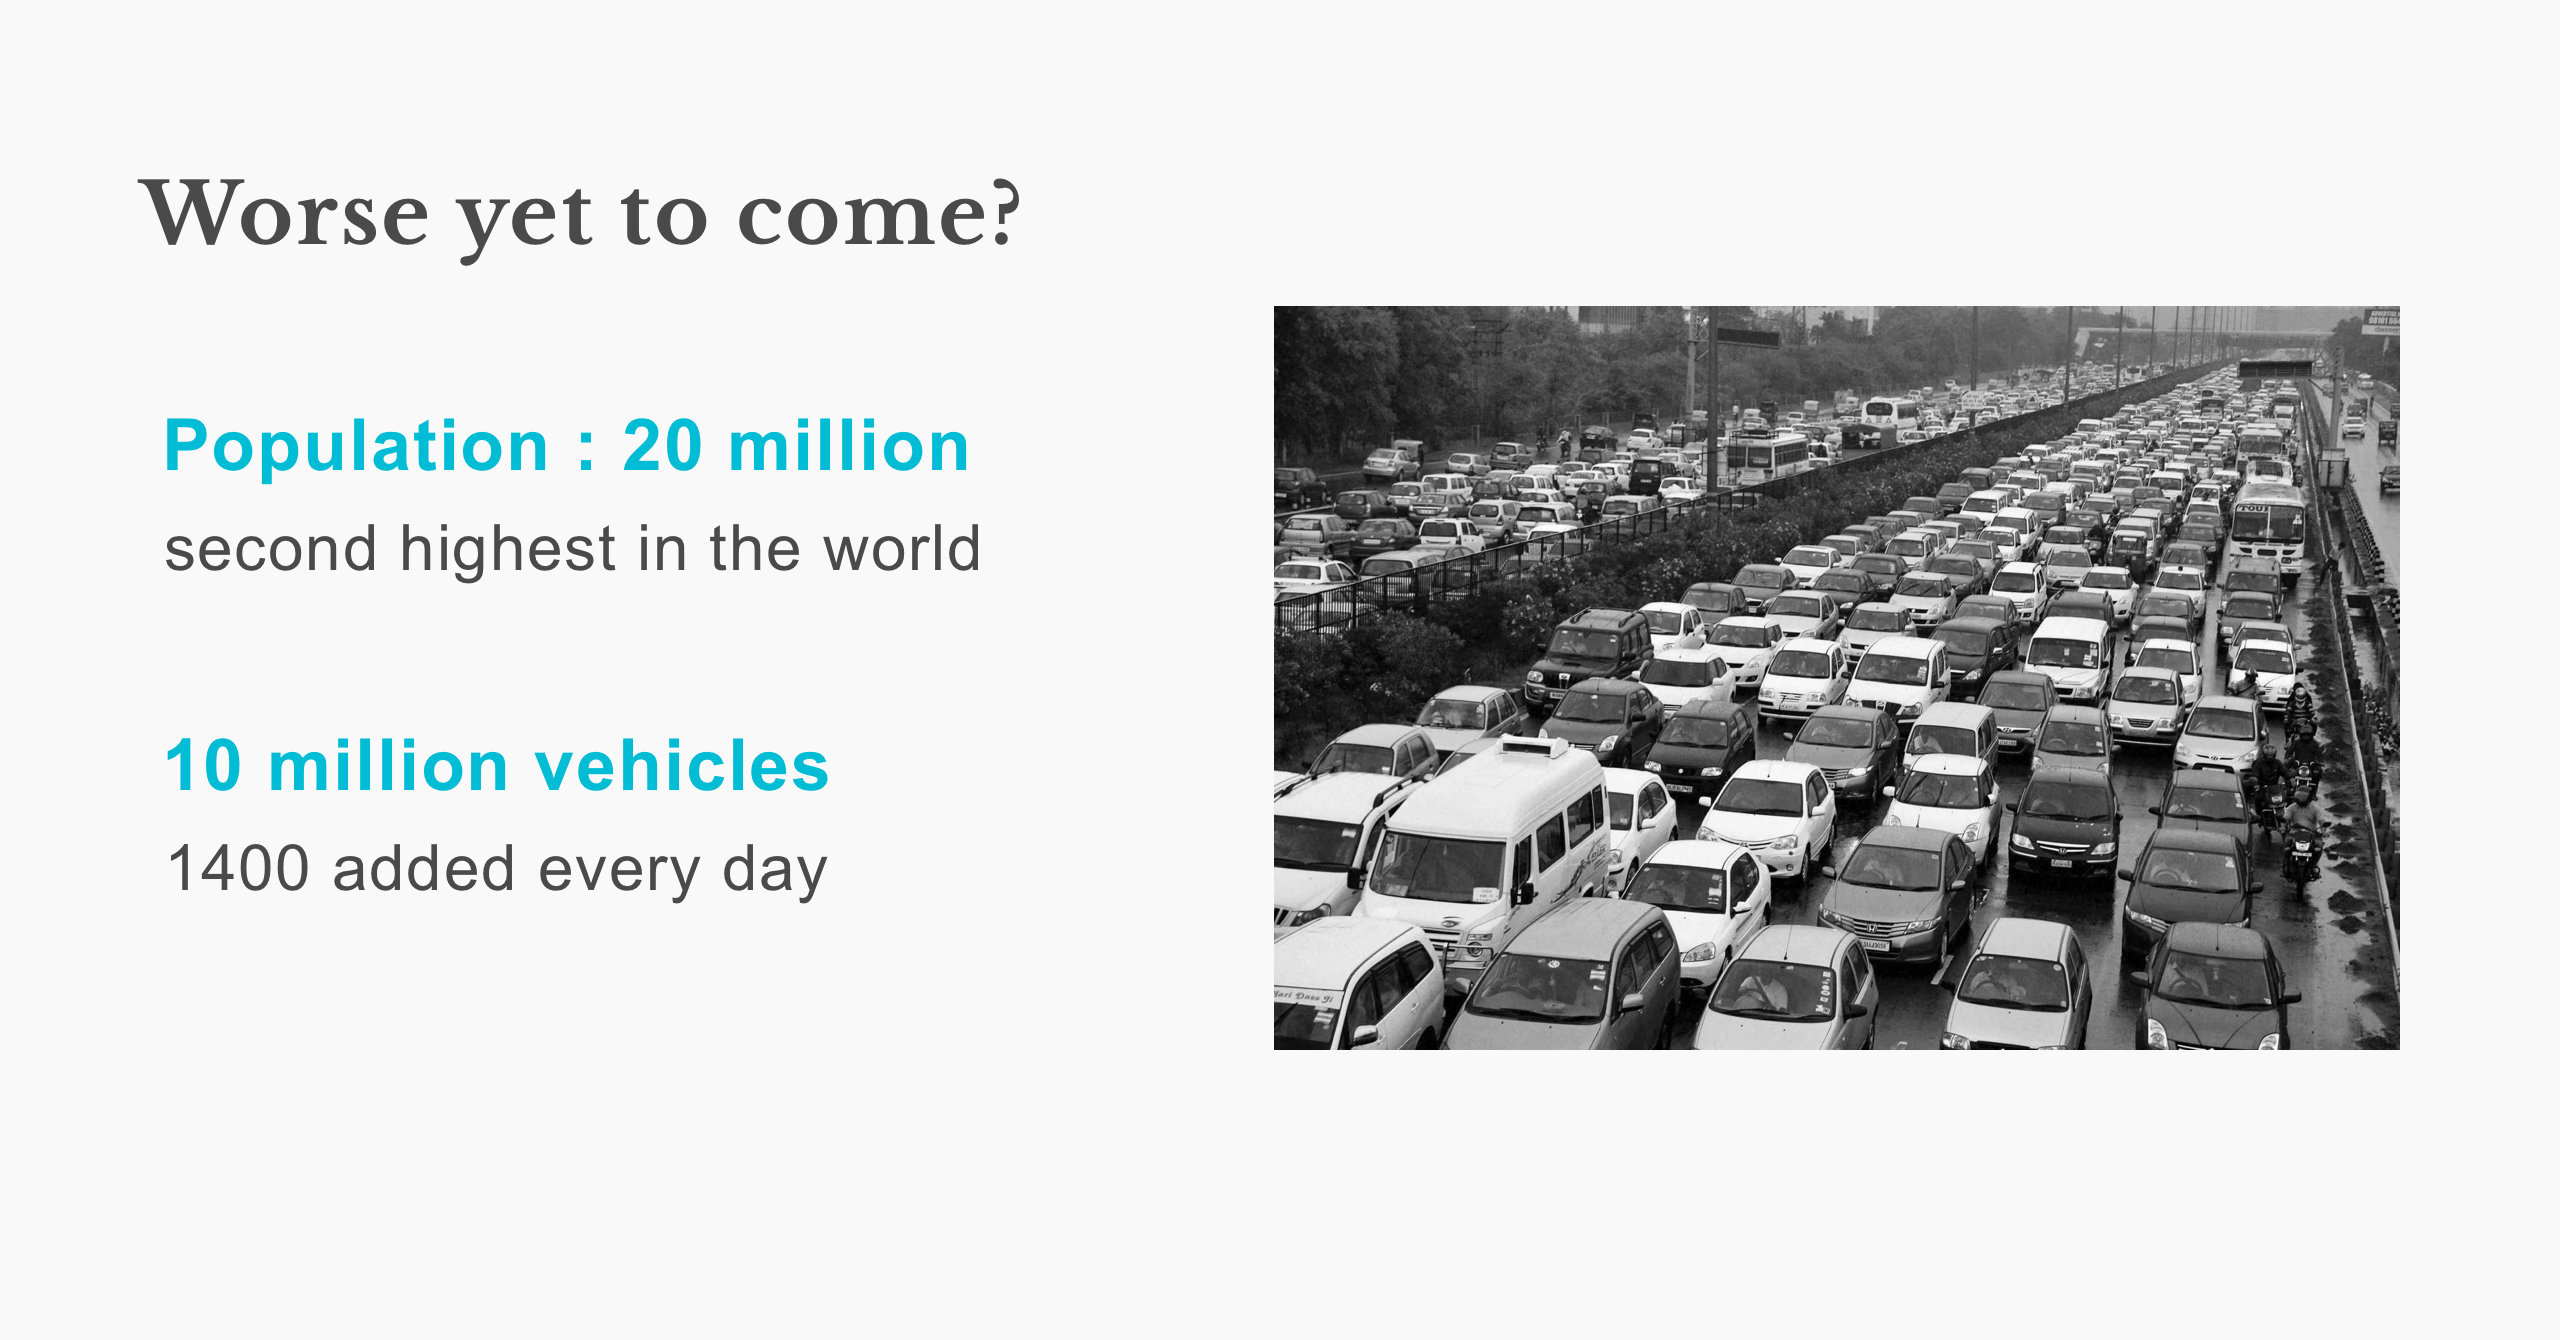 Worse yet to come?
Population : 20 million
second highest in the world
10 million vehicles
1400 added every day
TOUR
Hari Dass Ji